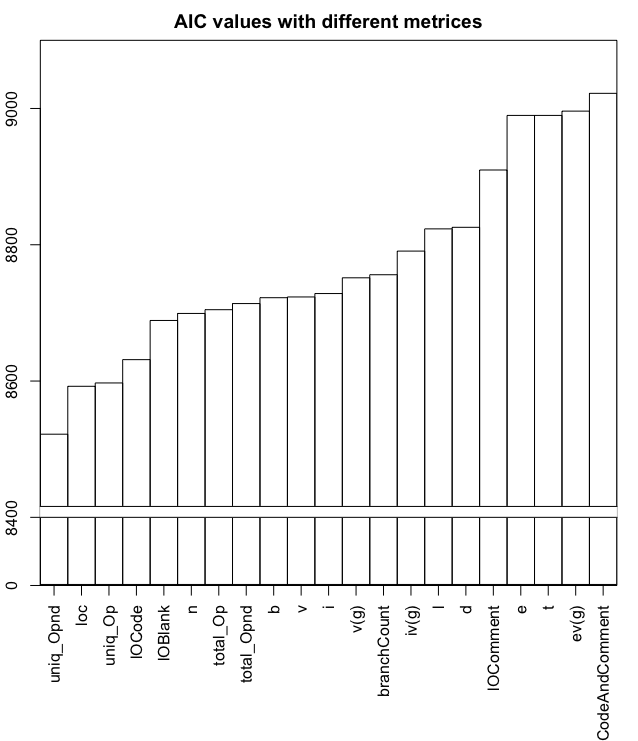 AIC values with different metrices
9000
8800
8600
8400
0
uniq_Opnd
loc
uniq_Op
lOCode
lOBlank
n
total_Op
total_Opnd
b
v
i
v(g)
branchCount
iv(g)
l
d
lOComment
e
t
ev(g)
CodeAndComment